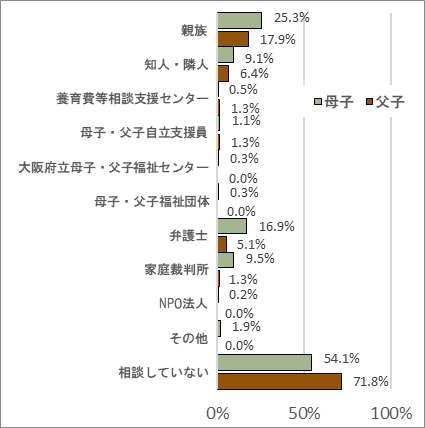 親族 25.3%
17.9%
知人・隣人 9.1%
6.4%
養育費等相談支援センター 0.5%
1.3%
母子・父子自立支援員 1.1%
1.3%
大阪府立母子・父子福祉センター 0.3%
0.0%
母子・父子福祉団体 0.3%
0.0%
弁護士 16.9%
5.1%
家庭裁判所 9.5%
1.3%
NPO法人 0.2%
0.0%
その他 1.9%
0.0%
相談していない 54.1%
71.8%
母子 父子
0% 50% 100%